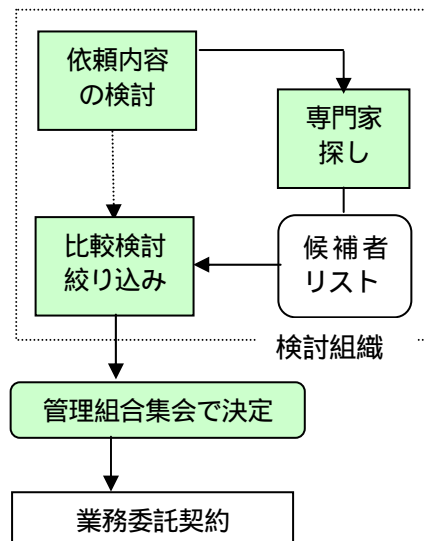 依頼内容
の検討
専門家
探し
比較検討
絞り込み
候補者
リスト
検討組織
管理組合集会で決定
業務委託契約